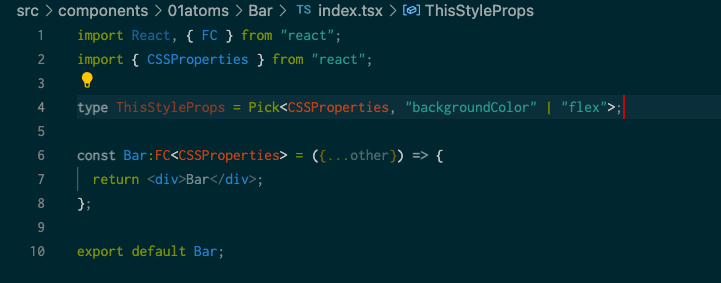 src > components > 01atoms > Bar > TS index.tsx > ThisStyleProps
1 import React, { FC } from "react";
2 import { CSSProperties } from "react";
3
4 type ThisStyleProps = Pick<CSSProperties, "backgroundColor" | "flex">;
5
6 const Bar:FC<CSSProperties> = ({...other}) => {
7   return <div>Bar</div>;
8 };
9
10 export default Bar;